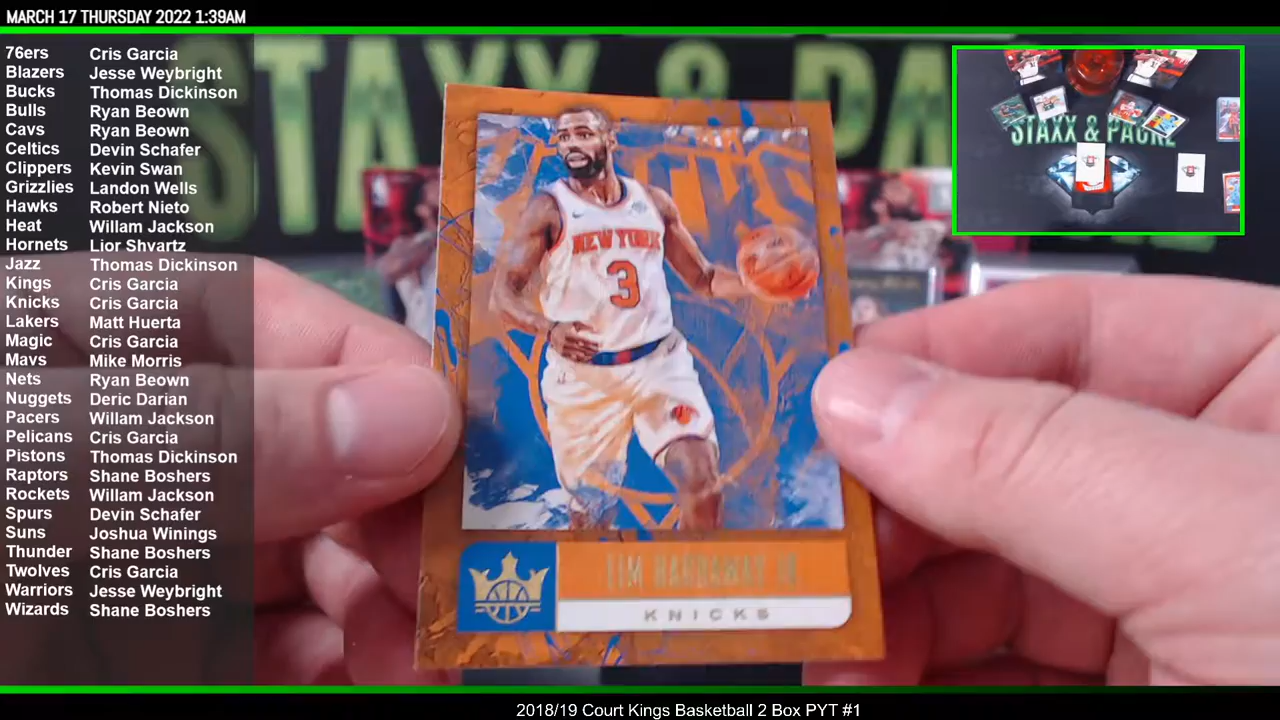 MARCH 17 THURSDAY 2022 1:39AM
76ers Cris Garcia
Blazers Jesse Weybright
Bucks Thomas Dickinson
Bulls Ryan Beown
Cavs Ryan Beown
Celtics Devin Schafer
Clippers Kevin Swan
Grizzlies Landon Wells
Hawks Robert Nieto
Heat Willam Jackson
Hornets Lior Shvartz
Jazz Thomas Dickinson
Kings Cris Garcia
Knicks Cris Garcia
Lakers Matt Huerta
Magic Cris Garcia
Mavs Mike Morris
Nets Ryan Beown
Nuggets Deric Darian
Pacers Willam Jackson
Pelicans Cris Garcia
Pistons Thomas Dickinson
Raptors Shane Boshers
Rockets Willam Jackson
Spurs Devin Schafer
Suns Joshua Winings
Thunder Shane Boshers
Twolves Cris Garcia
Warriors Jesse Weybright
Wizards Shane Boshers
STAXX & PA
STAXX & PACKZ
NEW YORK
3
TIM HARDAWAY JR.
KNICKS
2018/19 Court Kings Basketball 2 Box PYT #1